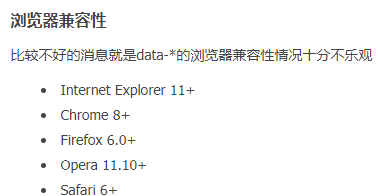 浏览器兼容性
比较不好的消息就是data-*的浏览器兼容性情况十分不乐观
• Internet Explorer 11+
• Chrome 8+
• Firefox 6.0+
• Opera 11.10+
• Safari 6+